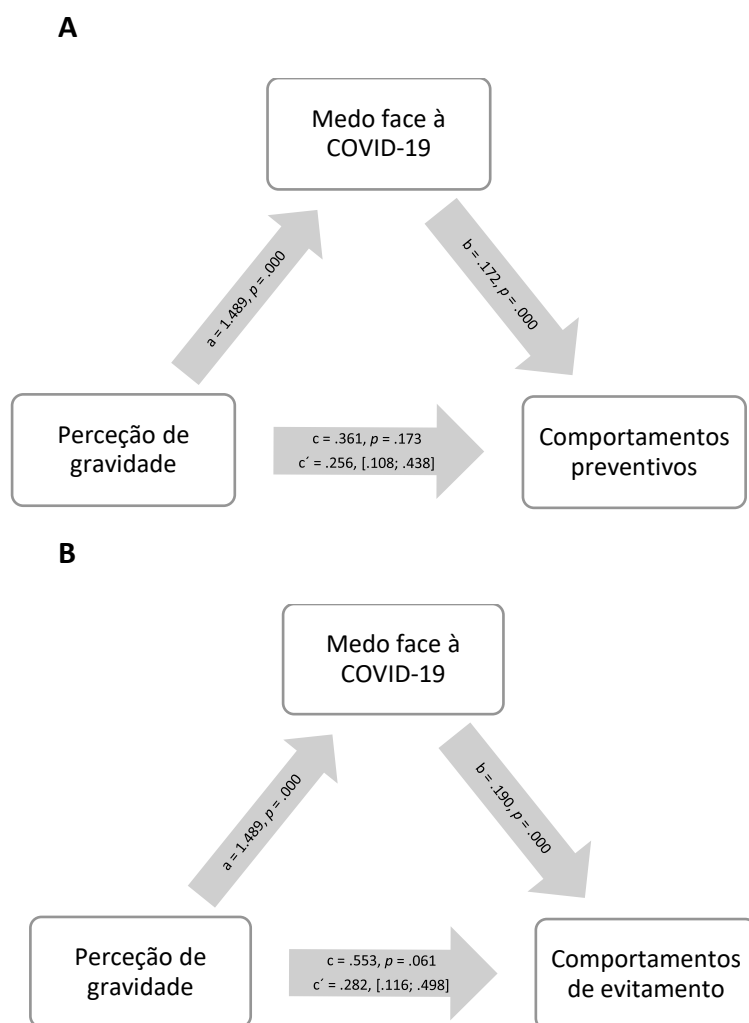 A
Medo face à
COVID-19
a = 1.489, p = .000
b = .172, p = .000
Perceção de
gravidade
c = .361, p = .173
c´ = .256, [.108; .438]
Comportamentos
preventivos
B
Medo face à
COVID-19
a = 1.489, p = .000
b = .190, p = .000
Perceção de
gravidade
c = .553, p = .061
c´ = .282, [.116; .498]
Comportamentos
de evitamento